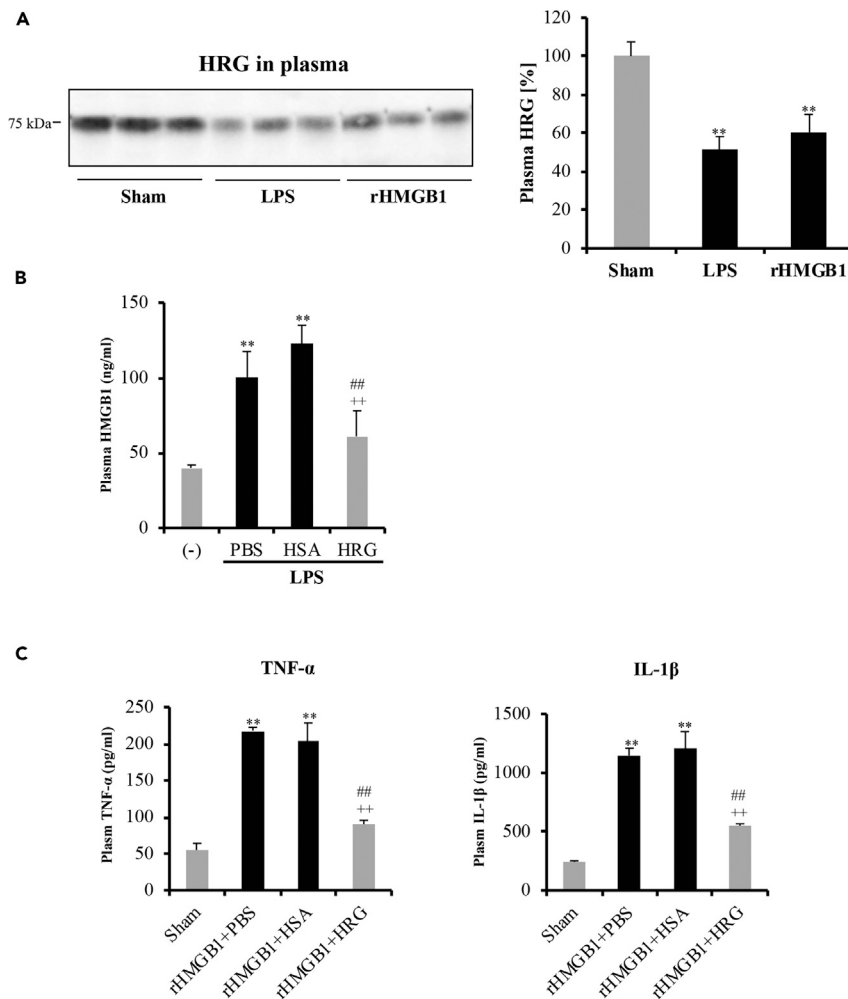 A
HRG in plasma
75 kDa
Sham LPS rHMGB1
Plasma HRG [%]
120
100
80
60
40
20
0
**
**
Sham LPS rHMGB1
B
Plasma HMGB1 (ng/ml)
150
100
50
0
**
**
##
++
(-) PBS HSA HRG
LPS
C
TNF-α
Plasm TNF-α (pg/ml)
250
200
150
100
50
0
**
**
##
++
Sham
rHMGB1+PBS
rHMGB1+HSA
rHMGB1+HRG
IL-1β
Plasm IL-1β (pg/ml)
1500
1000
500
0
**
**
##
++
Sham
rHMGB1+PBS
rHMGB1+HSA
rHMGB1+HRG